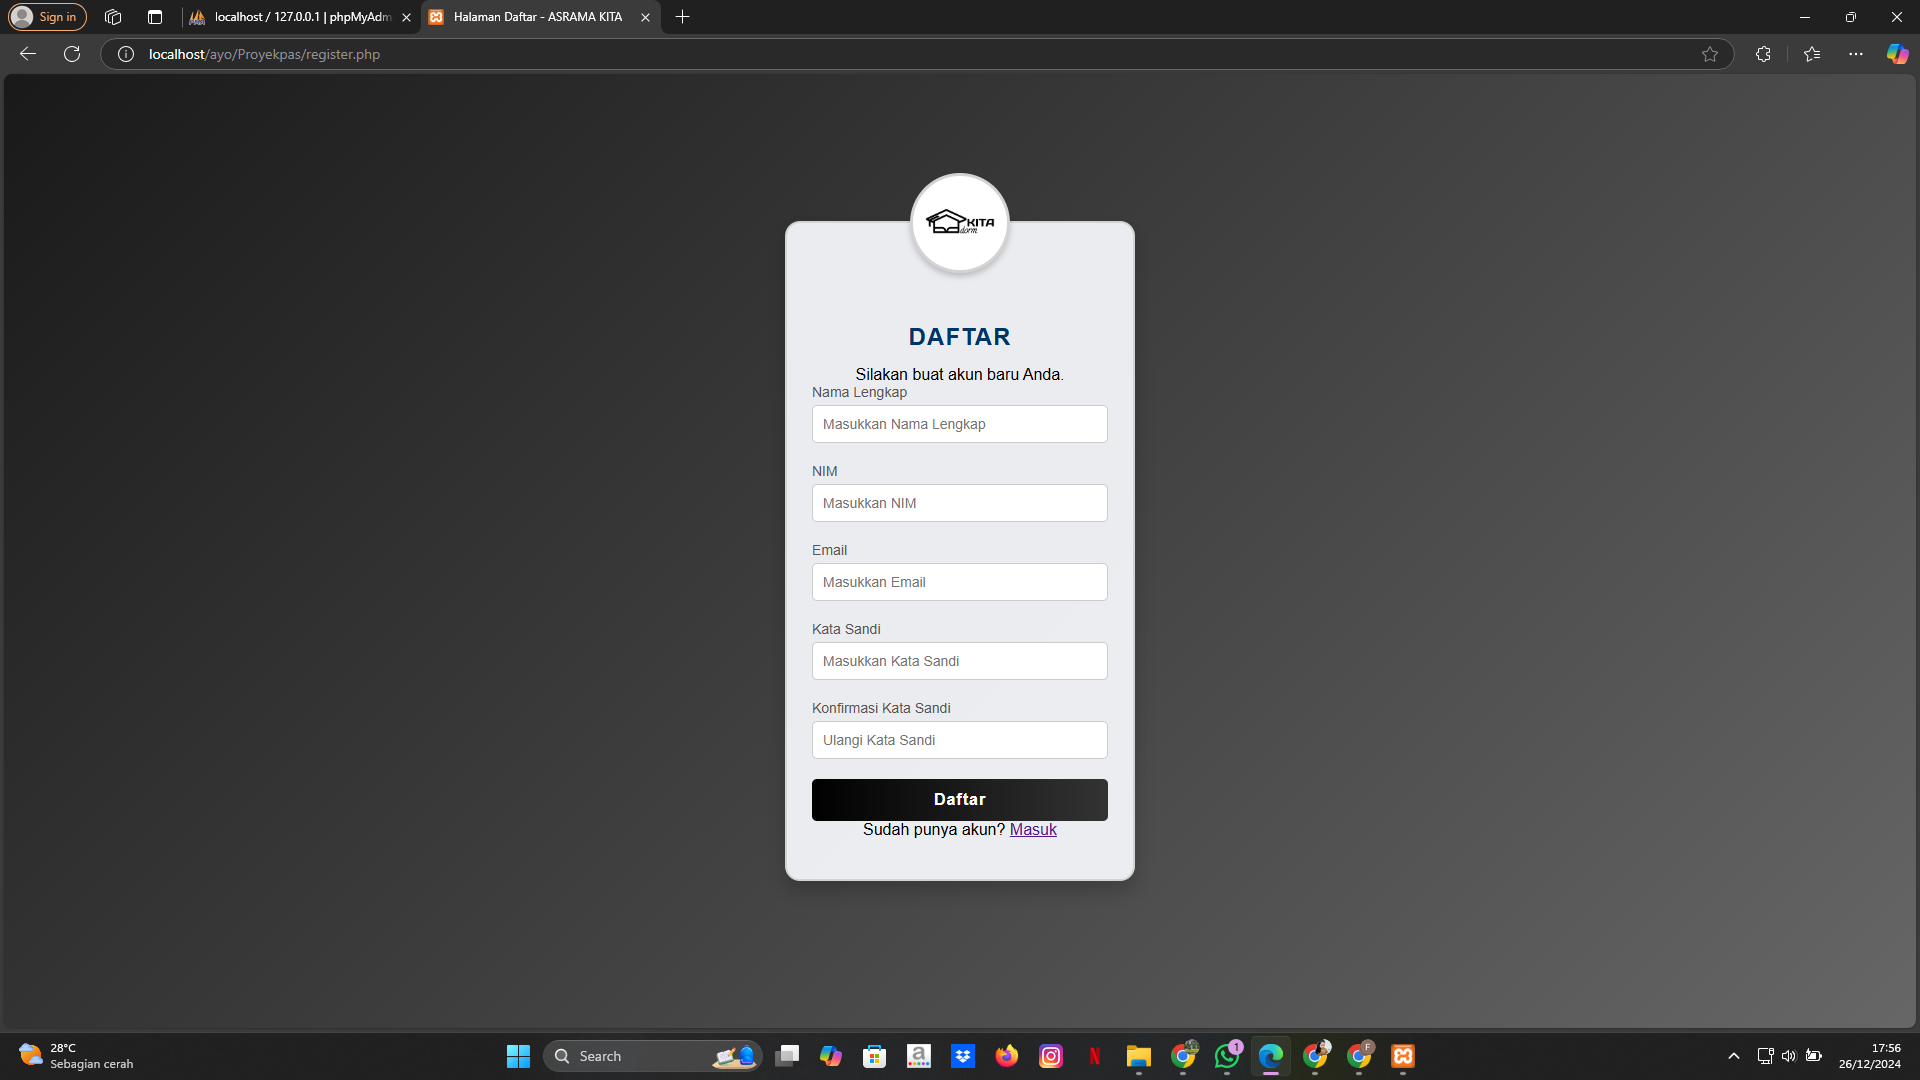 Sign in
localhost / 127.0.0.1 | phpMyAdm
Halaman Daftar - ASRAMA KITA
localhost/ayo/Proyekpas/register.php
KITA
dorm
DAFTAR
Silakan buat akun baru Anda.
Nama Lengkap
Masukkan Nama Lengkap
NIM
Masukkan NIM
Email
Masukkan Email
Kata Sandi
Masukkan Kata Sandi
Konfirmasi Kata Sandi
Ulangi Kata Sandi
Daftar
Sudah punya akun? Masuk
28°C
Sebagian cerah
Search
1
F
17:56
26/12/2024